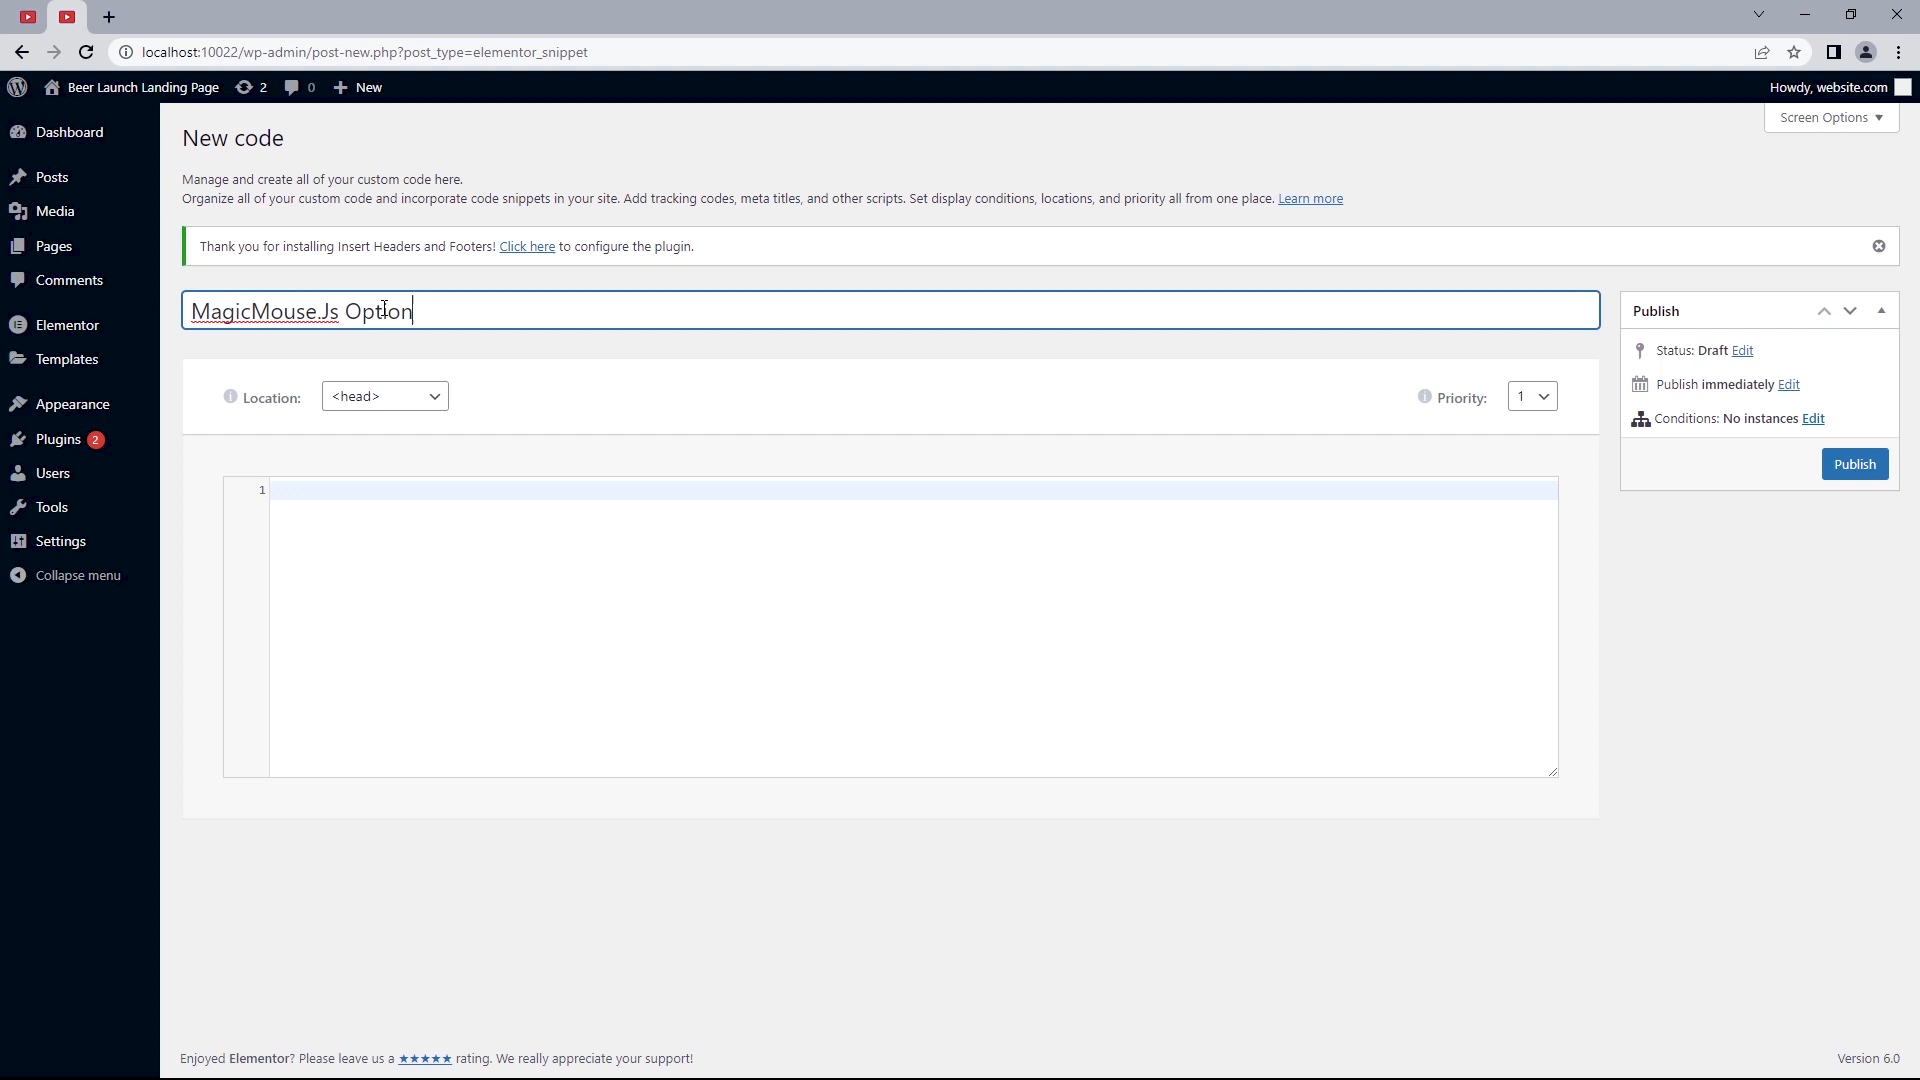 localhost:10022/wp-admin/post-new.php?post_type=elementor_snippet
Beer Launch Landing Page 2 0 New Howdy, website.com
Screen Options
Dashboard
Posts
Media
Pages
Comments
Elementor
Templates
Appearance
Plugins 2
Users
Tools
Settings
Collapse menu
New code
Manage and create all of your custom code here.
Organize all of your custom code and incorporate code snippets in your site. Add tracking codes, meta titles, and other scripts. Set display conditions, locations, and priority all from one place. Learn more
Thank you for installing Insert Headers and Footers! Click here to configure the plugin.
MagicMouse.Js Option
Location: <head> Priority: 1
1
Publish
Status: Draft Edit
Publish immediately Edit
Conditions: No instances Edit
Publish
Enjoyed Elementor? Please leave us a ★★★★★ rating. We really appreciate your support! Version 6.0